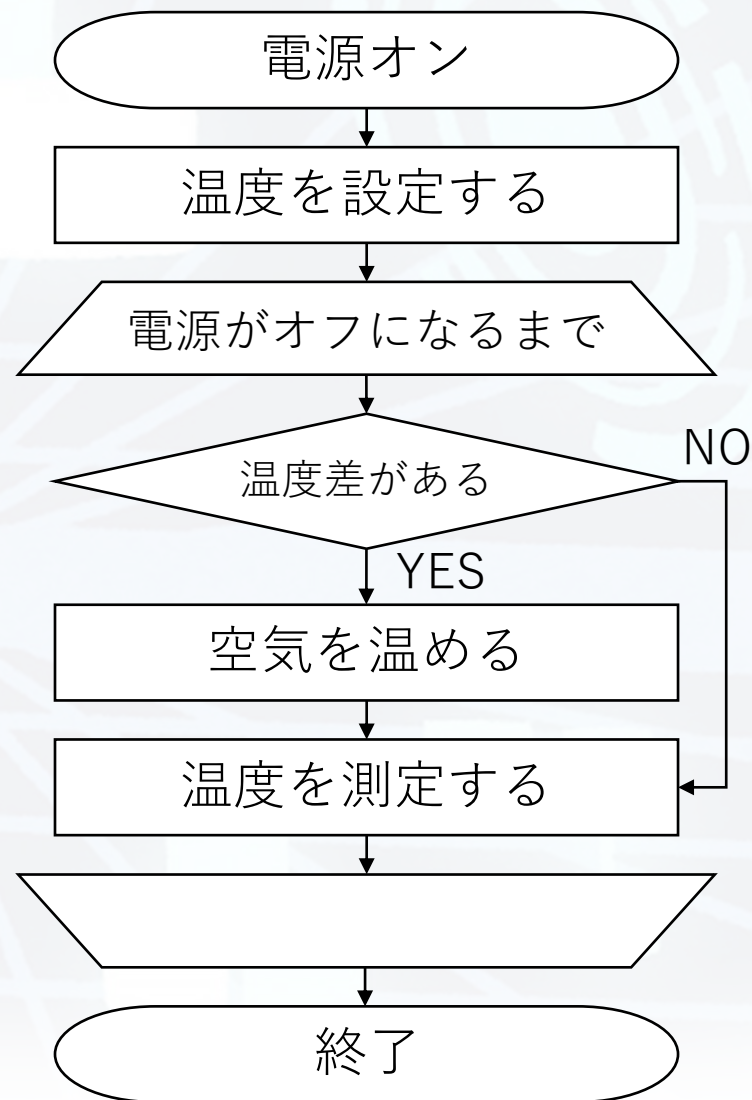 電源オン
温度を設定する
電源がオフになるまで
温度差がある
NO
YES
空気を温める
温度を測定する
終了